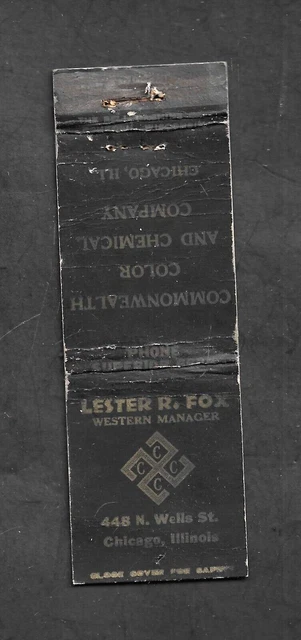 COMMONWEALTH
COLOR
AND CHEMICAL
COMPANY
CHICAGO, ILL.
PHONE
LESTER R. FOX
WESTERN MANAGER
C C C C
448 N. Wells St.
Chicago, Illinois
CLOSE COVER FOR SAFETY